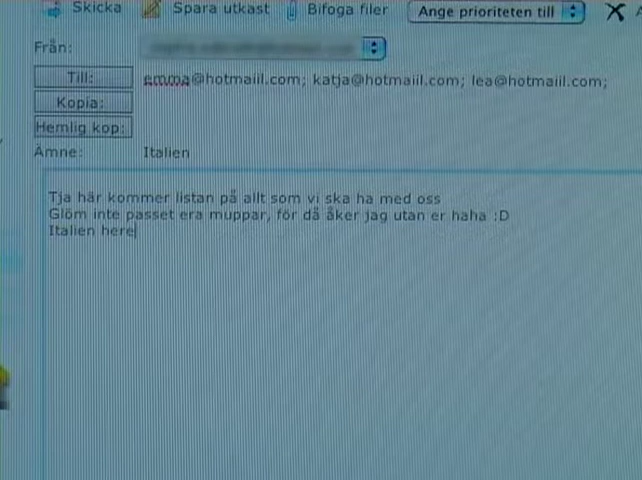 Skicka Spara utkast Bifoga filer Ange prioriteten till
Från:
Till: emma@hotmaiil.com; katja@hotmaiil.com; lea@hotmaiil.com;
Kopia:
Hemlig kop:
Ämne: Italien
Tja här kommer listan på allt som vi ska ha med oss
Glöm inte passet era muppar, för då åker jag utan er haha :D
Italien here